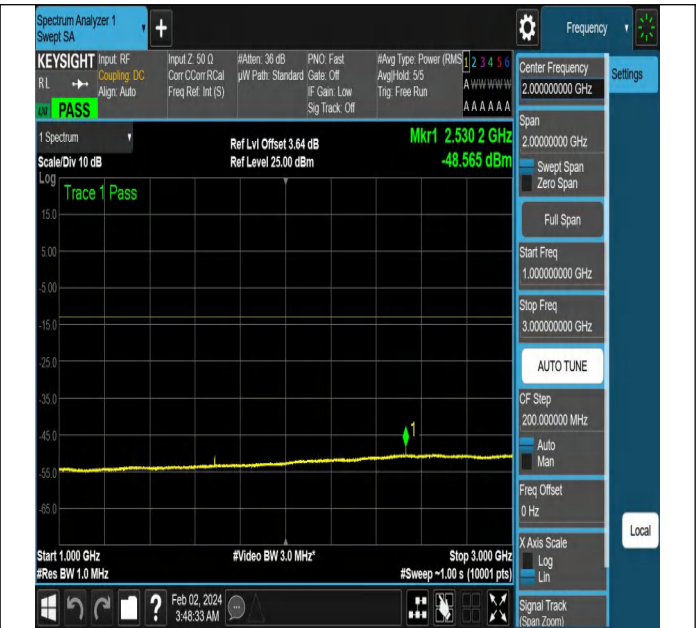 Spectrum Analyzer 1
Swept SA
Frequency
KEYSIGHT
RL
PASS
Input: RF
Coupling: DC
Align: Auto
Input Z: 50 Ω
Corr CCorr RCal
Freq Ref: Int (S)
#Atten: 36 dB
µW Path: Standard
PNO: Fast
Gate: Off
IF Gain: Low
Sig Track: Off
#Avg Type: Power (RMS
Avg|Hold: 5/5
Trig: Free Run
1 2 3 4 5 6
A W W W W W
A A A A A A
1 Spectrum
Scale/Div 10 dB
Ref Lvl Offset 3.64 dB
Ref Level 25.00 dBm
Mkr1 2.530 2 GHz
-48.565 dBm
Log
Trace 1 Pass
15.0
5.00
-5.00
-15.0
-25.0
-35.0
-45.0
-55.0
-65.0
1
Start 1.000 GHz
#Res BW 1.0 MHz
#Video BW 3.0 MHz*
Stop 3.000 GHz
#Sweep ~1.00 s (10001 pts)
Feb 02, 2024
3:48:33 AM
Settings
Center Frequency
2.000000000 GHz
Span
2.00000000 GHz
Swept Span
Zero Span
Full Span
Start Freq
1.000000000 GHz
Stop Freq
3.000000000 GHz
AUTO TUNE
CF Step
200.000000 MHz
Auto
Man
Freq Offset
0 Hz
X Axis Scale
Log
Lin
Signal Track
(Span Zoom)
Local